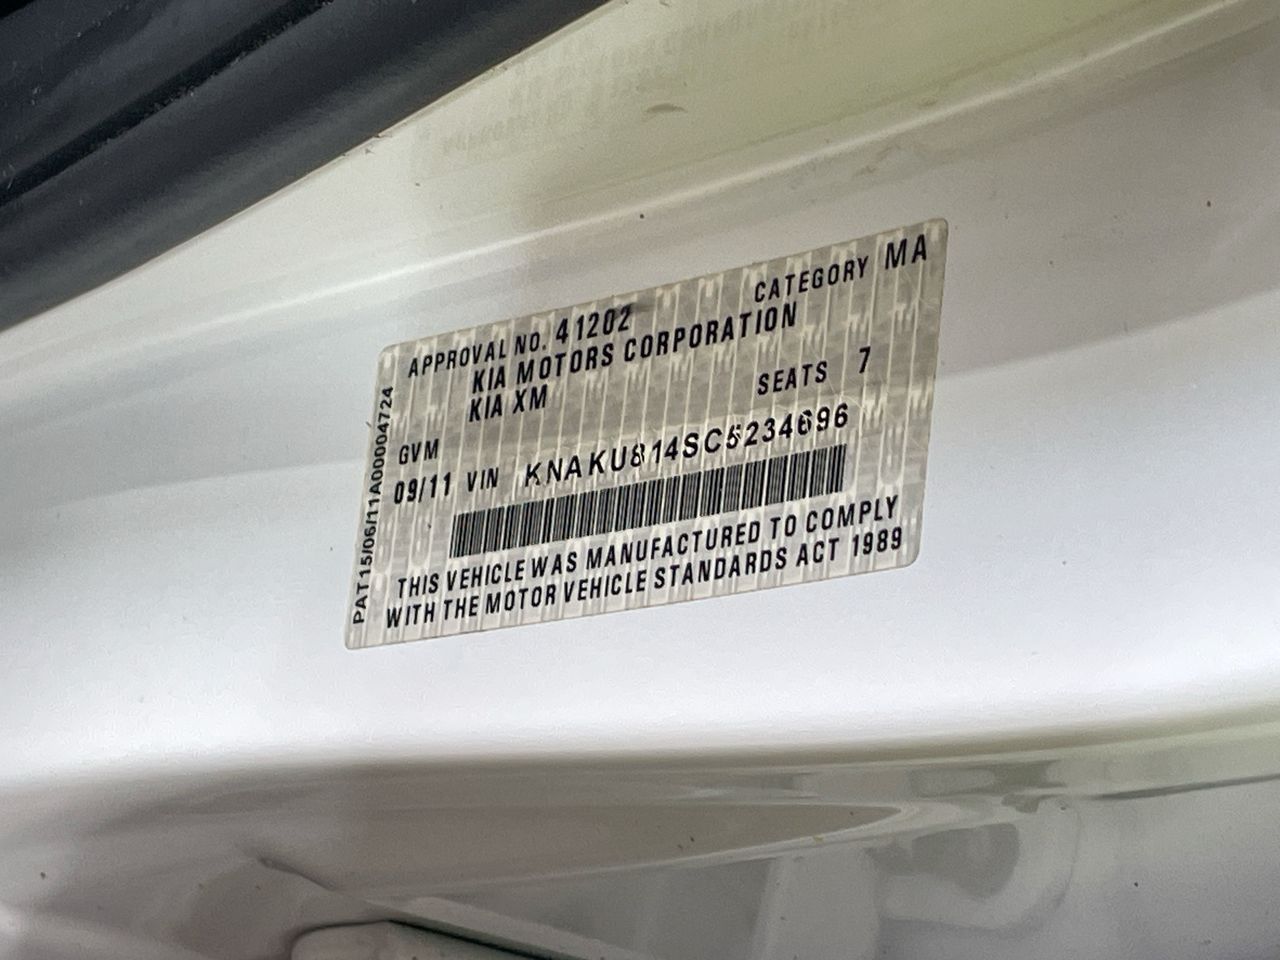 APPROVAL NO. 41202 CATEGORY MA
KIA MOTORS CORPORATION
KIA XM SEATS 7
GVM
09/11 VIN KNAKU814SC5234696
THIS VEHICLE WAS MANUFACTURED TO COMPLY
WITH THE MOTOR VEHICLE STANDARDS ACT 1989
PAT15/06/11A00004724